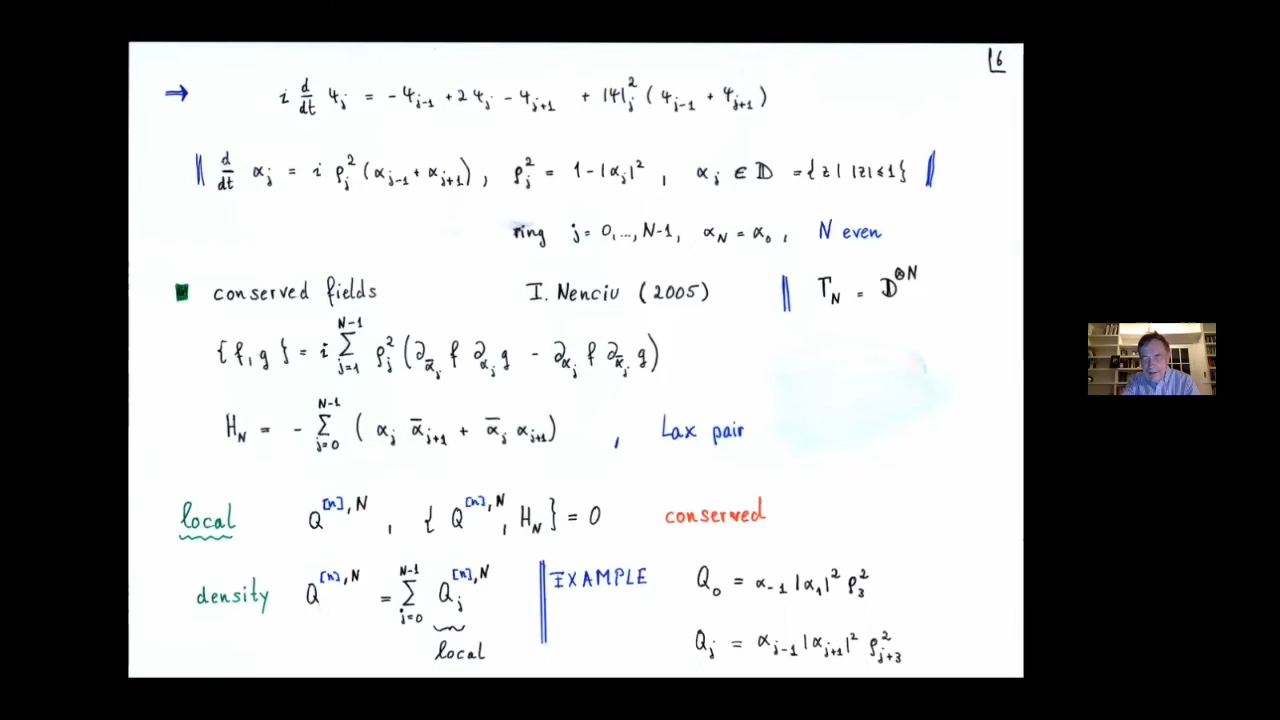 ⌊6
⇒ i d/dt ψ_j = -ψ_{j-1} + 2ψ_j - ψ_{j+1} + |ψ|_j^2 (ψ_{j-1} + ψ_{j+1})
‖ d/dt α_j = i ρ_j^2 (α_{j-1} + α_{j+1}) , ρ_j^2 = 1 - |α_j|^2 , α_j ∈ 𝔻 = {z | |z| ≤ 1} ‖
ring j = 0,..., N-1, α_N = α_0 , N even
■ conserved fields I. Nenciu (2005) ‖ T_N = 𝔻^{⊗N}
{f, g} = i Σ_{j=1}^{N-1} ρ_j^2 (∂_{ᾱ_j} f ∂_{α_j} g - ∂_{α_j} f ∂_{ᾱ_j} g)
H_N = - Σ_{j=0}^{N-1} (α_j ᾱ_{j+1} + ᾱ_j α_{j+1}) , Lax pair
local Q^{[n],N} , {Q^{[n],N}, H_N} = 0 conserved
density Q^{[n],N} = Σ_{j=0}^{N-1} Q_j^{[n],N} ‖ EXAMPLE Q_0 = α_{-1} |α_1|^2 ρ_3^2
local Q_j = α_{j-1} |α_{j+1}|^2 ρ_{j+3}^2